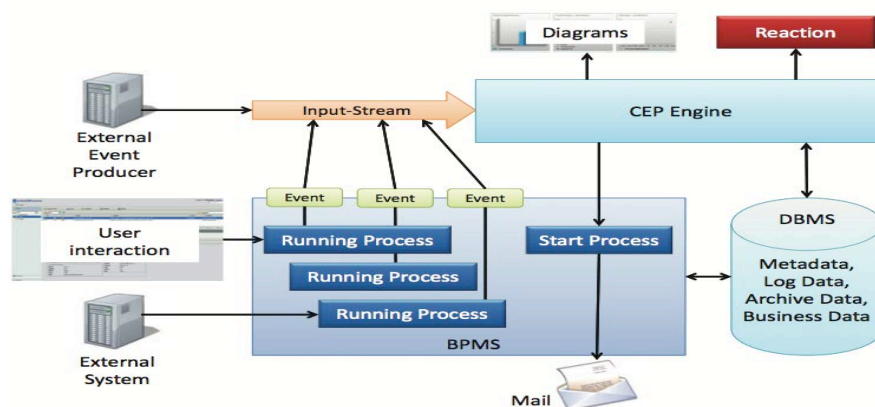 Diagrams
Reaction
Input-Stream
CEP Engine
External
Event
Producer
Event
Event
Event
User
interaction
Running Process
Start Process
Running Process
Running Process
DBMS
Metadata,
Log Data,
Archive Data,
Business Data
BPMS
External
System
Mail